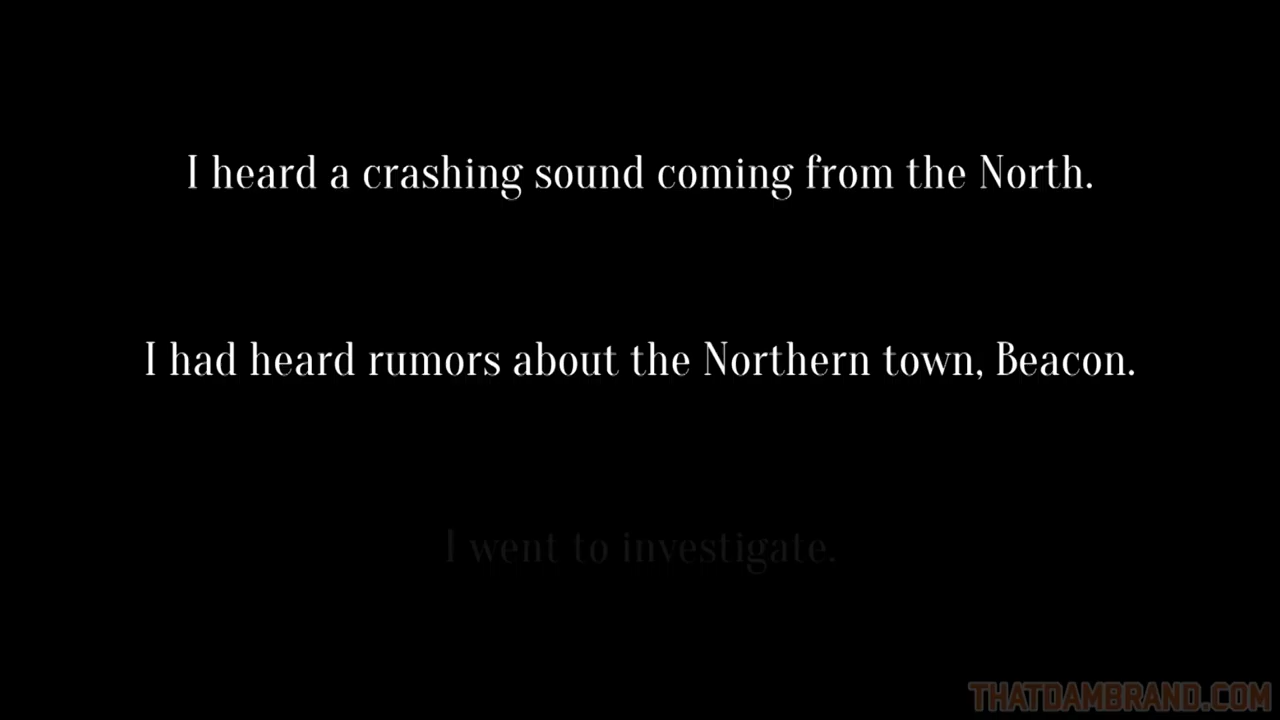 I heard a crashing sound coming from the North.
I had heard rumors about the Northern town, Beacon.
I went to investigate.
THATDAMBRAND.COM